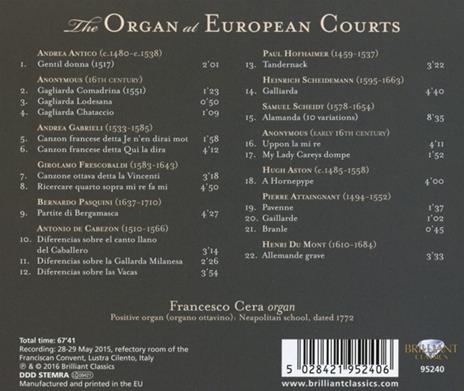 The Organ at European Courts
Andrea Antico (c.1480–c.1538)
1. Gentil donna (1517) 2'01
Anonymous (16th century)
2. Gagliarda Comadrina (1551) 1'23
3. Gagliarda Lodesana 0'50
4. Gagliarda Chataccio 1'09
Andrea Gabrieli (1533-1585)
5. Canzon francese detta Je n'en dirai mot 1'58
6. Canzon francese detta Qui la dira 4'12
Girolamo Frescobaldi (1583-1643)
7. Canzone ottava detta la Vincenti 3'18
8. Ricercare quarto sopra mi re fa mi 4'50
Bernardo Pasquini (1637-1710)
9. Partite di Bergamasca 4'27
Antonio de Cabezon (1510-1566)
10. Diferencias sobre el canto llano
del Caballero 3'14
11. Diferencias sobre la Gallarda Milanesa 2'26
12. Diferencias sobre las Vacas 3'54
Paul Hofhaimer (1459-1537)
13. Tandernack 3'22
Heinrich Scheidemann (1595-1663)
14. Galliarda 4'40
Samuel Scheidt (1578-1654)
15. Alamanda (10 variations) 8'35
Anonymous (early 16th century)
16. Uppon la mi re 4'11
17. My Lady Careys dompe 1'52
Hugh Aston (c.1485-1558)
18. A Hornepype 4'00
Pierre Attaingnant (1494-1552)
19. Pavenne 1'37
20. Gaillarde 1'02
21. Branle 0'45
Henri Du Mont (1610-1684)
22. Allemande grave 3'33
Francesco Cera organ
Positive organ (organo ottavino): Neapolitan school, dated 1772
Total time: 67'41
Recording: 28-29 May 2015, refectory room of the
Franciscan Convent, Lustra Cilento, Italy
℗ & © 2016 Brilliant Classics
DDD STEMRA
www.brilliantclassics.com
Manufactured and printed in the EU
5 028421 952406
BRILLIANT
CLASSICS
95240